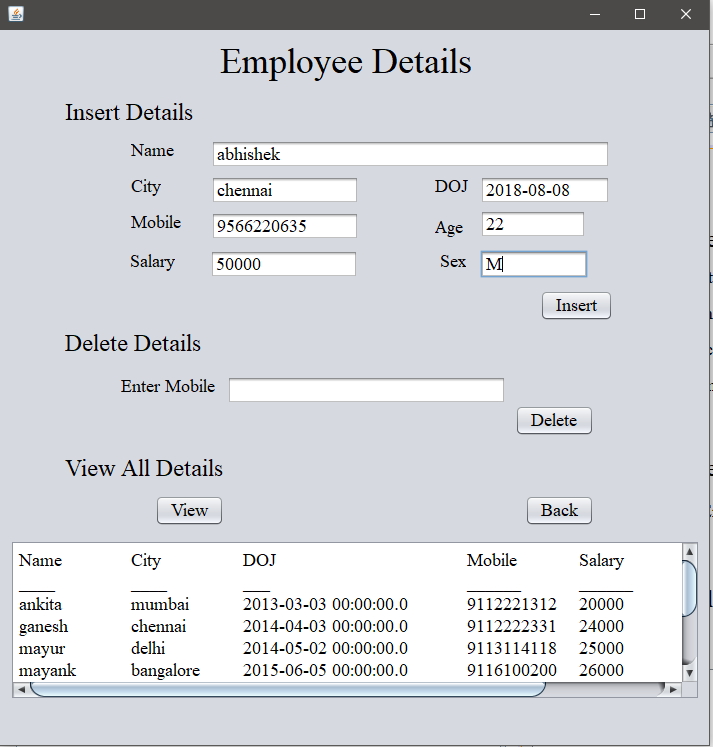 Employee Details
Insert Details
Name abhishek
City chennai DOJ 2018-08-08
Mobile 9566220635 Age 22
Salary 50000 Sex M
Insert
Delete Details
Enter Mobile
Delete
View All Details
View Back
Name City DOJ Mobile Salary
____ ____ ___ ______ ______
ankita mumbai 2013-03-03 00:00:00.0 9112221312 20000
ganesh chennai 2014-04-03 00:00:00.0 9112222331 24000
mayur delhi 2014-05-02 00:00:00.0 9113114118 25000
mayank bangalore 2015-06-05 00:00:00.0 9116100200 26000